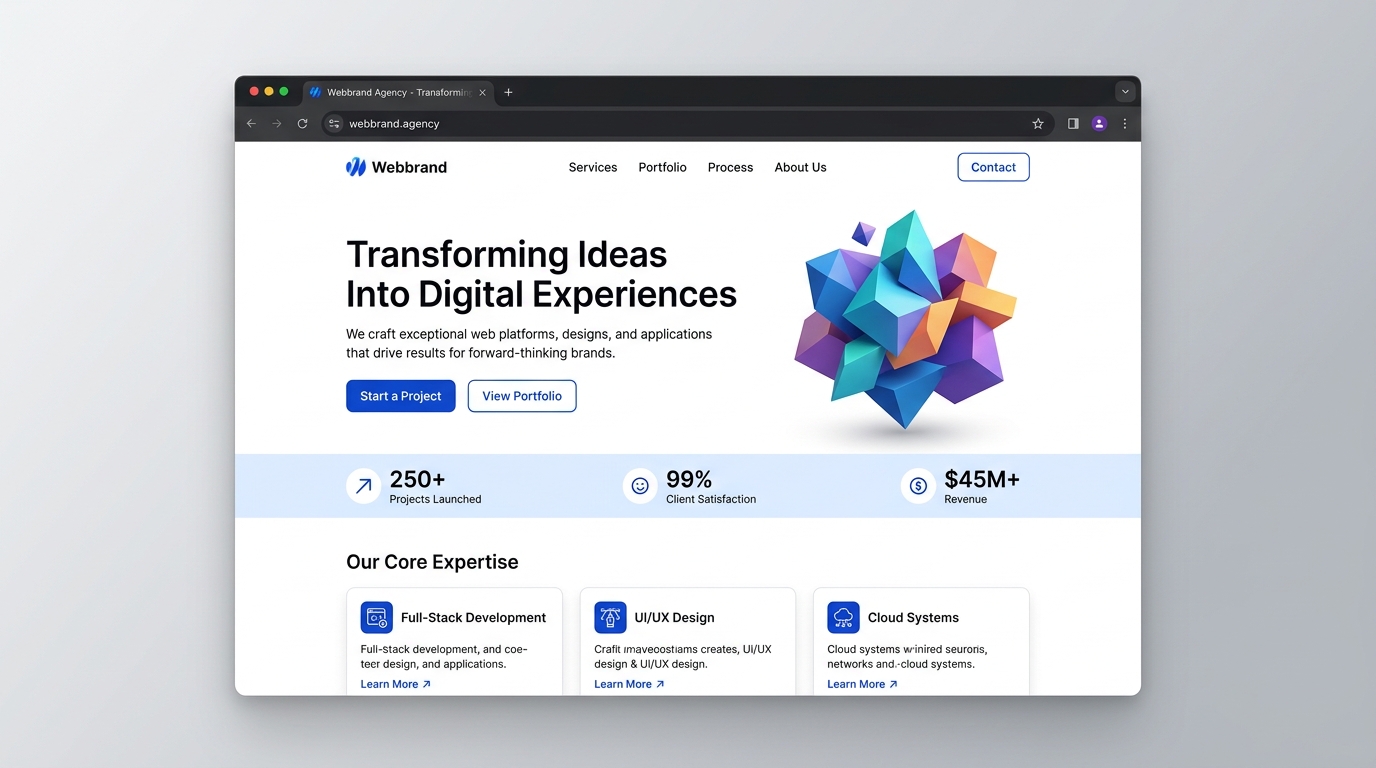 Webbrand Agency - Transforming
webbrand.agency
Webbrand
Services
Portfolio
Process
About Us
Contact
Transforming Ideas
Into Digital Experiences
We craft exceptional web platforms, designs, and applications
that drive results for forward-thinking brands.
Start a Project
View Portfolio
250+
Projects Launched
99%
Client Satisfaction
$45M+
Revenue
Our Core Expertise
Full-Stack Development
Full-stack development, and coe-
teer design, and applications.
Learn More
UI/UX Design
creates, UI/UX
design & UI/UX design.
Learn More
Cloud Systems
Cloud systems
networks and cloud systems.
Learn More